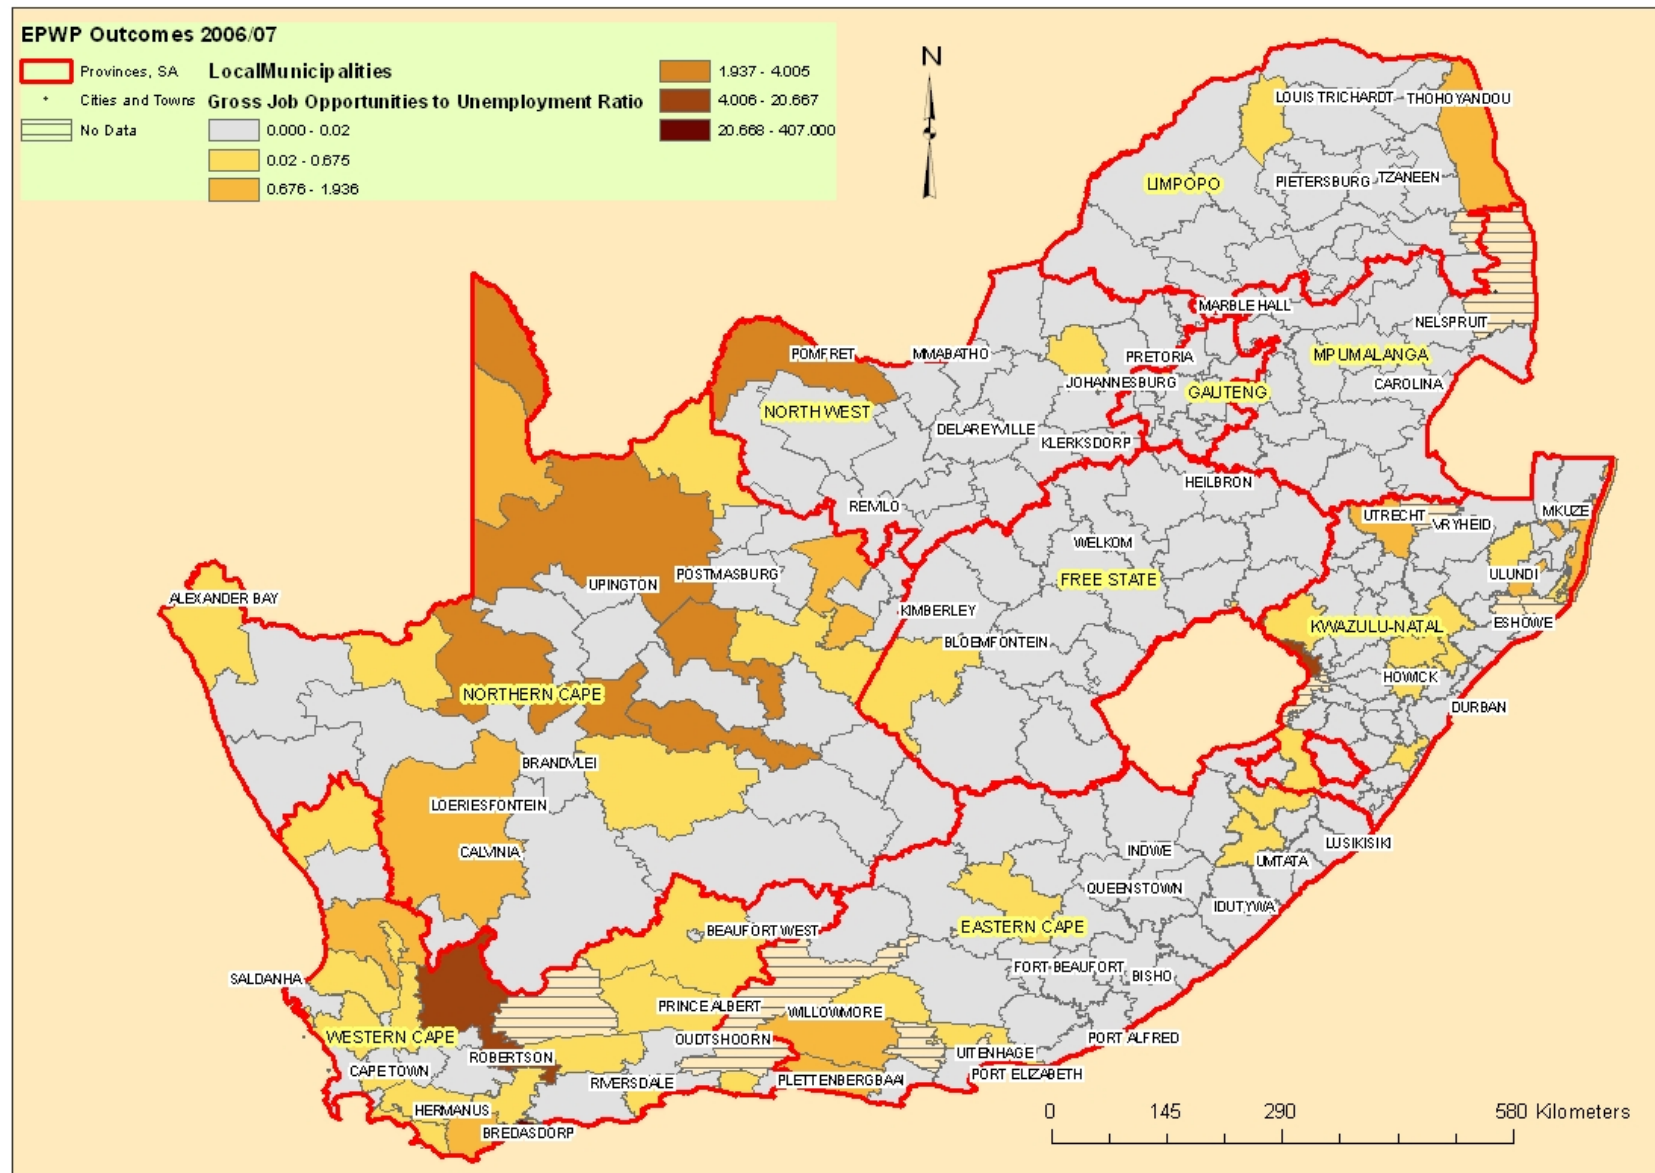 EPWP Outcomes 2006/07
Provinces, SA
LocalMunicipalities
1.937 - 4.005
Cities and Towns
Gross Job Opportunities to Unemployment Ratio
4.006 - 20.667
No Data
0.000 - 0.02
20.668 - 407.000
0.02 - 0.675
0.676 - 1.936
N
LOUIS TRICHARDT
THOHOYANDOU
LIMPOPO
PIETERSBURG
TZANEEN
MARBLE HALL
NELSPRUIT
POMFRET
MMABATHO
PRETORIA
MPUMALANGA
JOHANNESBURG
GAUTENG
CAROLINA
NORTH WEST
DELAREYVILLE
KLERKSDORP
HEILBRON
REIVILO
UTRECHT
VRYHEID
MKUZE
WELKOM
POSTMASBURG
UPINGTON
FREE STATE
ULUNDI
ALEXANDER BAY
KIMBERLEY
KWAZULU-NATAL
ESHOWE
BLOEMFONTEIN
HOWICK
NORTHERN CAPE
DURBAN
BRANDVLEI
LOERIESFONTEIN
CALVINIA
INDWE
UMTATA
LUSIKISIKI
QUEENSTOWN
IDUTYWA
BEAUFORT WEST
EASTERN CAPE
FORT BEAUFORT
BISHO
SALDANHA
PRINCE ALBERT
WILLOWMORE
WESTERN CAPE
OUDTSHOORN
PORT ALFRED
ROBERTSON
UITENHAGE
CAPE TOWN
RIVERSDALE
PLETTENBERGBAAI
PORT ELIZABETH
HERMANUS
BREDASDORP
0 145 290 580 Kilometers